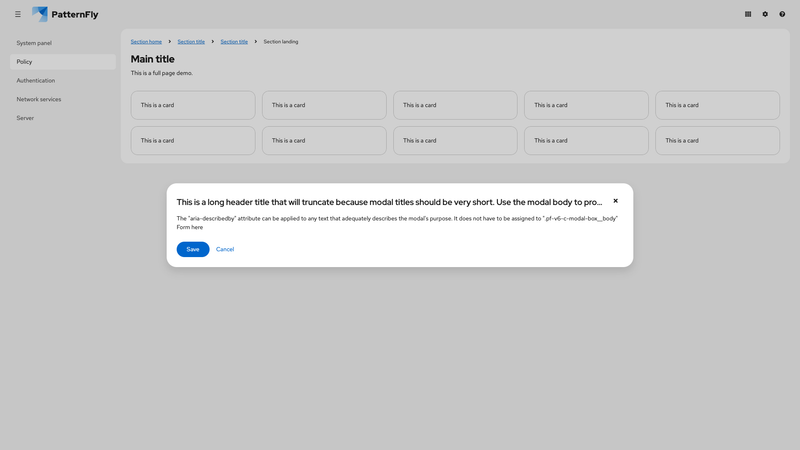 PatternFly
System panel
Policy
Authentication
Network services
Server
Section home > Section title > Section title > Section landing
Main title
This is a full page demo.
This is a card This is a card This is a card This is a card This is a card
This is a card This is a card This is a card This is a card This is a card
This is a long header title that will truncate because modal titles should be very short. Use the modal body to pro...
The "aria-describedby" attribute can be applied to any text that adequately describes the modal's purpose. It does not have to be assigned to ".pf-v6-c-modal-box__body"
Form here
Save Cancel